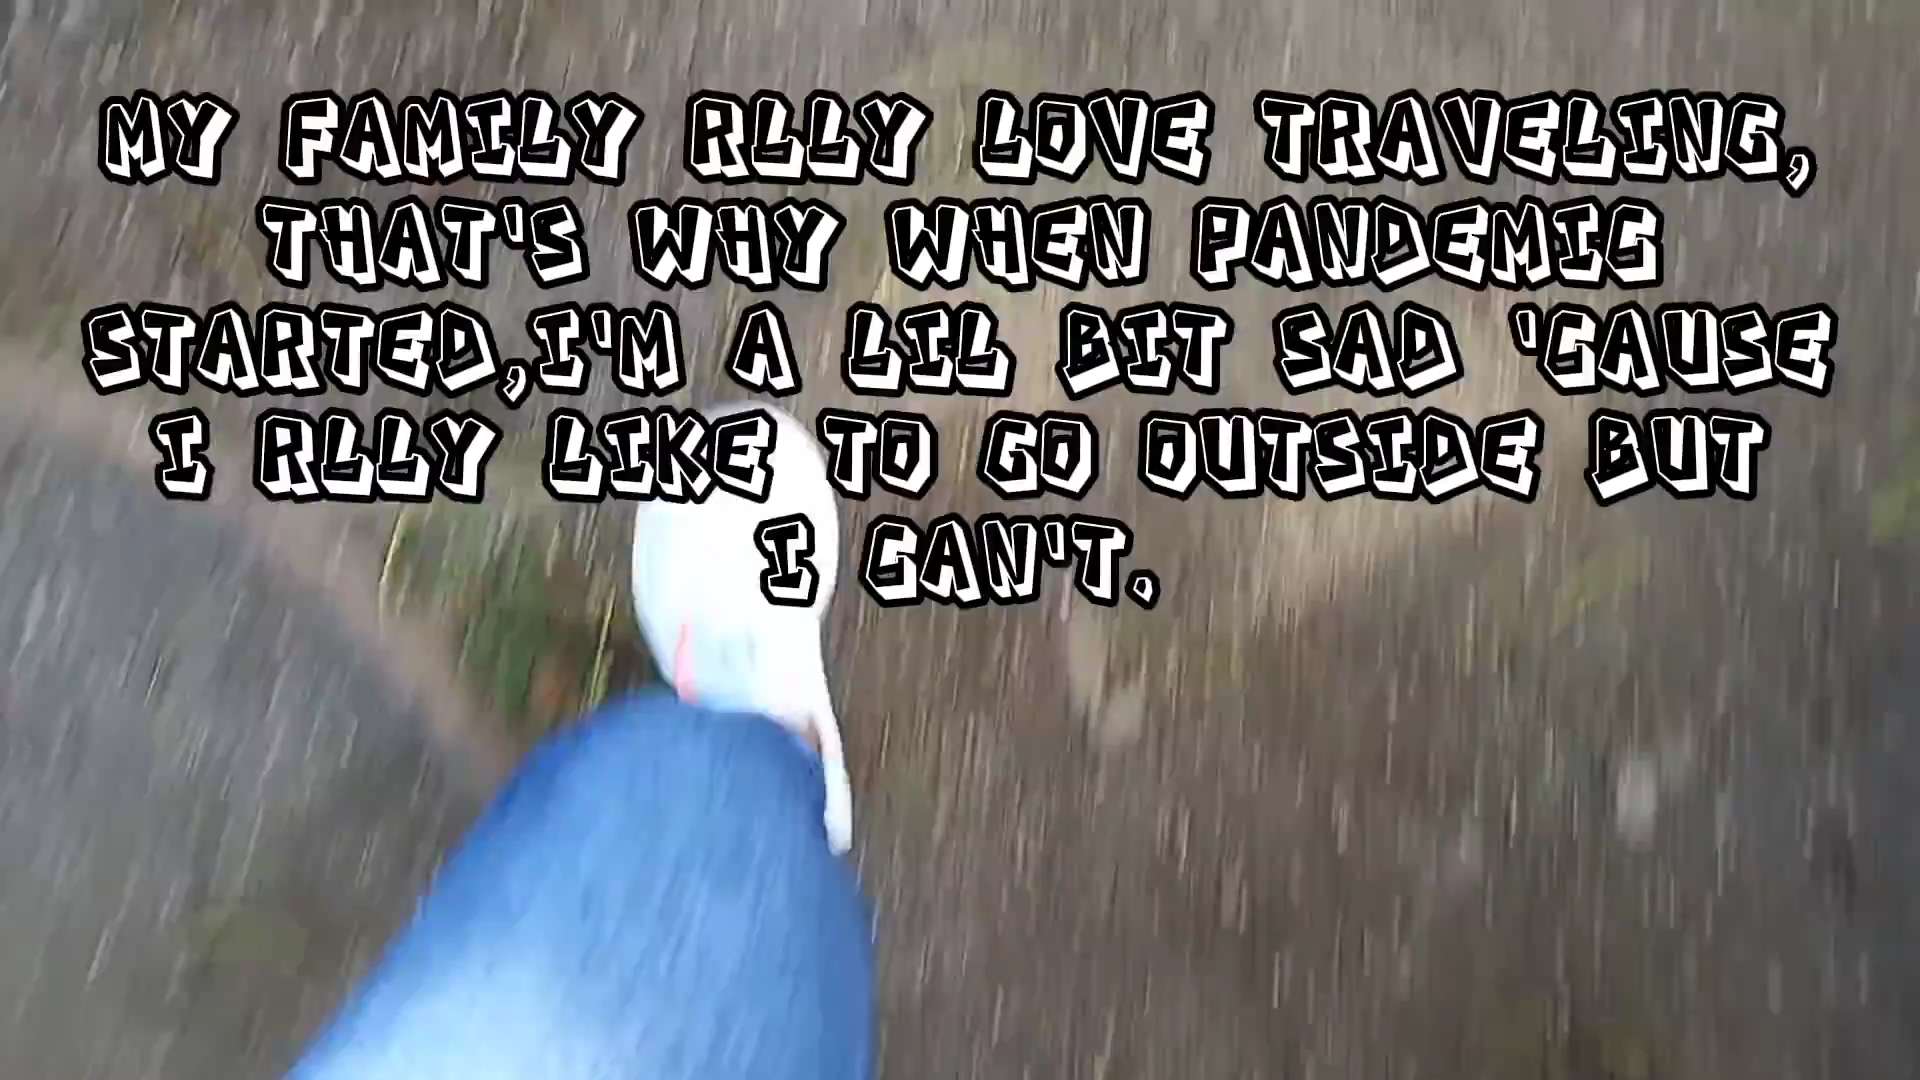 MY FAMILY RLLY LOVE TRAVELING,
THAT'S WHY WHEN PANDEMIC
STARTED,I'M A LIL BIT SAD 'CAUSE
I RLLY LIKE TO GO OUTSIDE BUT
I CAN'T.